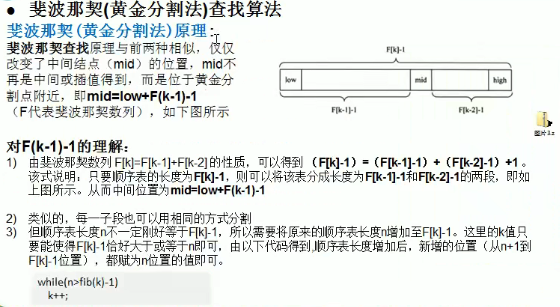 • 斐波那契(黄金分割法)查找算法
斐波那契(黄金分割法)原理:
斐波那契查找原理与前两种相似，仅仅
改变了中间结点（mid）的位置，mid不
再是中间或插值得到，而是位于黄金分
割点附近，即mid=low+F(k-1)-1
（F代表斐波那契数列），如下图所示
F[k]-1
low
mid
high
F[k-1]-1
F[k-2]-1
对F(k-1)-1的理解：
1) 由斐波那契数列 F[k]=F[k-1]+F[k-2] 的性质，可以得到（F[k]-1）=（F[k-1]-1）+（F[k-2]-1）+1 。
该式说明：只要顺序表的长度为F[k]-1，则可以将该表分成长度为F[k-1]-1和F[k-2]-1的两段，即如
上图所示。从而中间位置为mid=low+F(k-1)-1
2) 类似的，每一子段也可以用相同的方式分割
3) 但顺序表长度n不一定刚好等于F[k]-1，所以需要将原来的顺序表长度n增加至F[k]-1。这里的k值只
要能使得F[k]-1恰好大于或等于n即可，由以下代码得到,顺序表长度增加后，新增的位置（从n+1到
F[k]-1位置），都赋为n位置的值即可。
while(n>fib(k)-1)
k++;